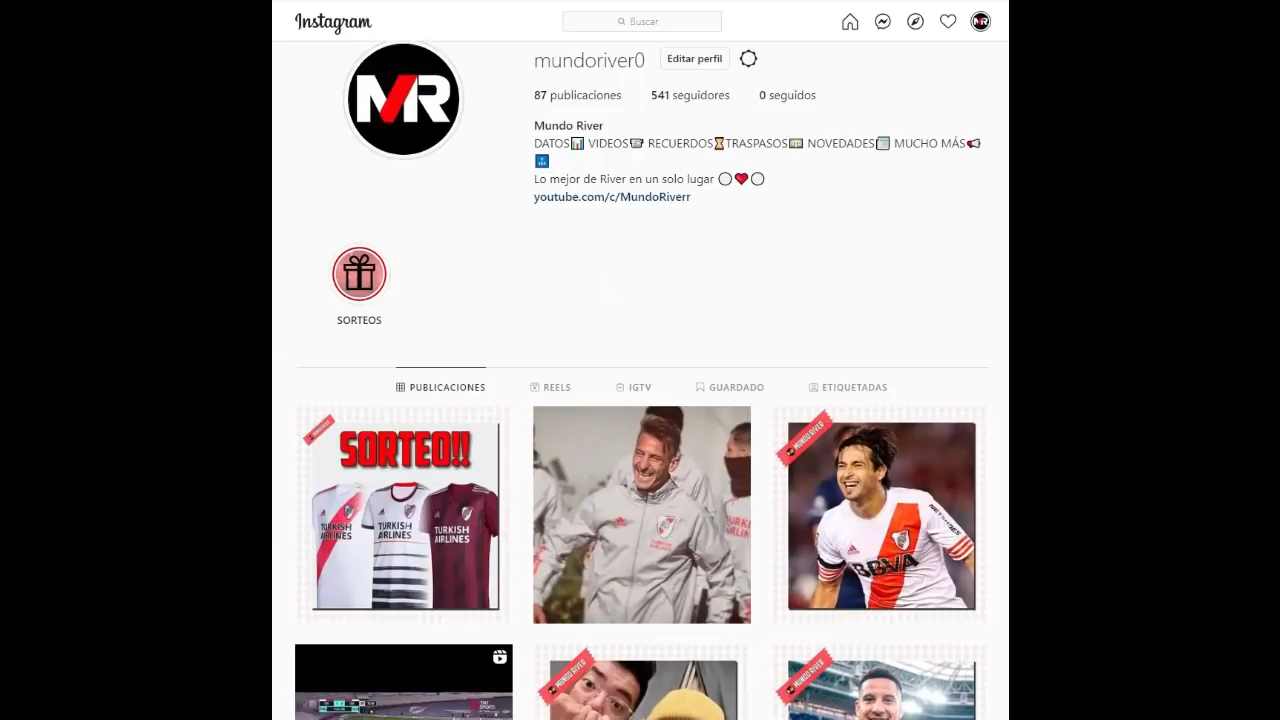 Instagram
Buscar
MR
MR
mundoriver0
Editar perfil
87 publicaciones
541 seguidores
0 seguidos
Mundo River
DATOS📊 VIDEOS📹 RECUERDOS⌛TRASPASOS💵 NOVEDADES📰 MUCHO MÁS📢
🔝
Lo mejor de River en un solo lugar ⚪❤️⚪
youtube.com/c/MundoRiverr
SORTEOS
PUBLICACIONES
REELS
IGTV
GUARDADO
ETIQUETADAS
SORTEO!!
TURKISH
AIRLINES
TURKISH
AIRLINES
TURKISH
AIRLINES
MUNDO RIVER
BBVA
MUNDO RIVER
MUNDO RIVER